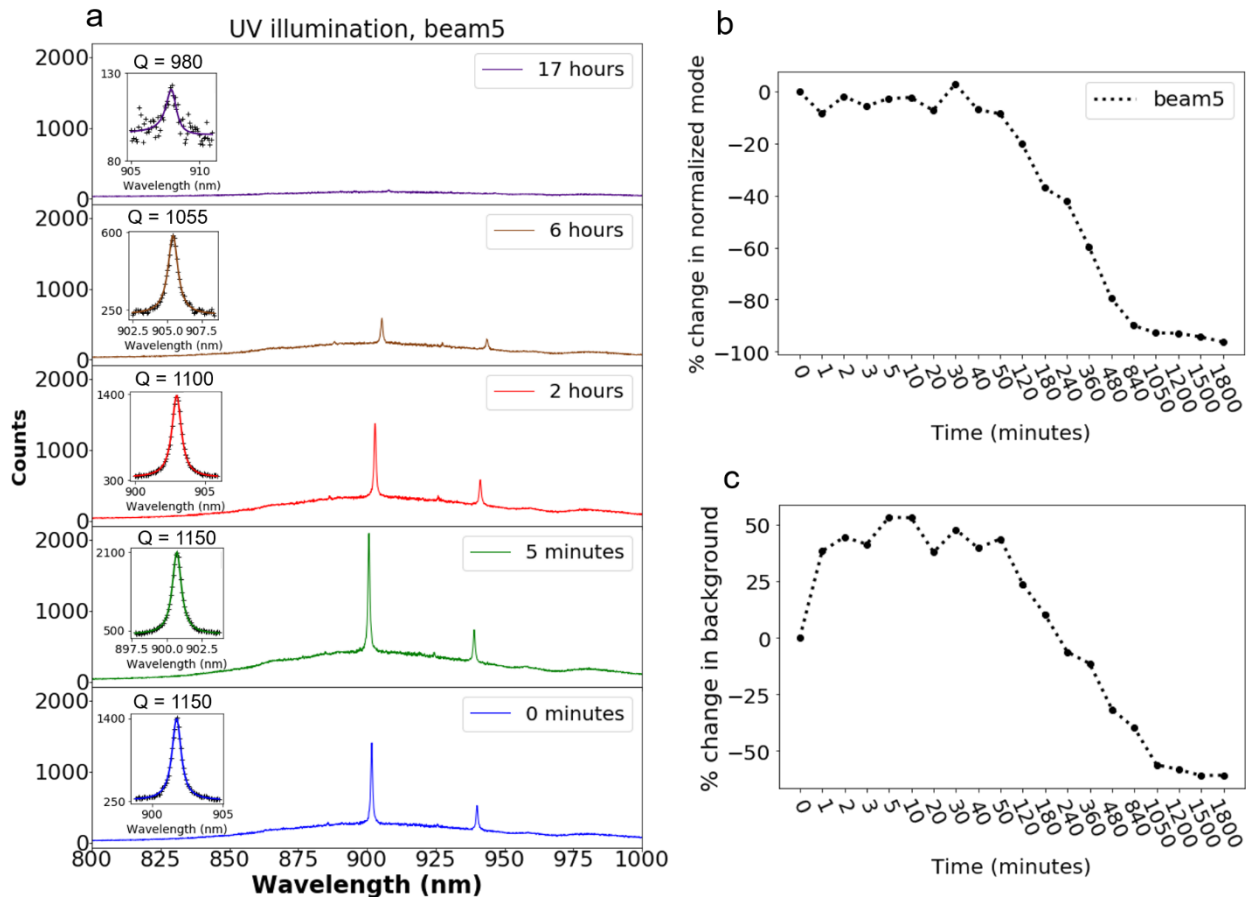 a
UV illumination, beam5
2000
1000
0
Q = 980
130
80
905 910
Wavelength (nm)
17 hours
2000
1000
0
Q = 1055
600
250
902.5 905.0 907.5
Wavelength (nm)
6 hours
2000
1000
0
Q = 1100
1400
300
900 905
Wavelength (nm)
2 hours
2000
1000
0
Q = 1150
2100
500
897.5 900.0 902.5
Wavelength (nm)
5 minutes
2000
1000
0
Q = 1150
1400
250
900 905
Wavelength (nm)
0 minutes
Counts
800 825 850 875 900 925 950 975 1000
Wavelength (nm)
b
% change in normalized mode
0
−20
−40
−60
−80
−100
beam5
0 1 2 3 5 10 20 30 40 50 120 180 240 360 480 840 1050 1200 1500 1800
Time (minutes)
c
% change in background
50
25
0
−25
−50
0 1 2 3 5 10 20 30 40 50 120 180 240 360 480 840 1050 1200 1500 1800
Time (minutes)